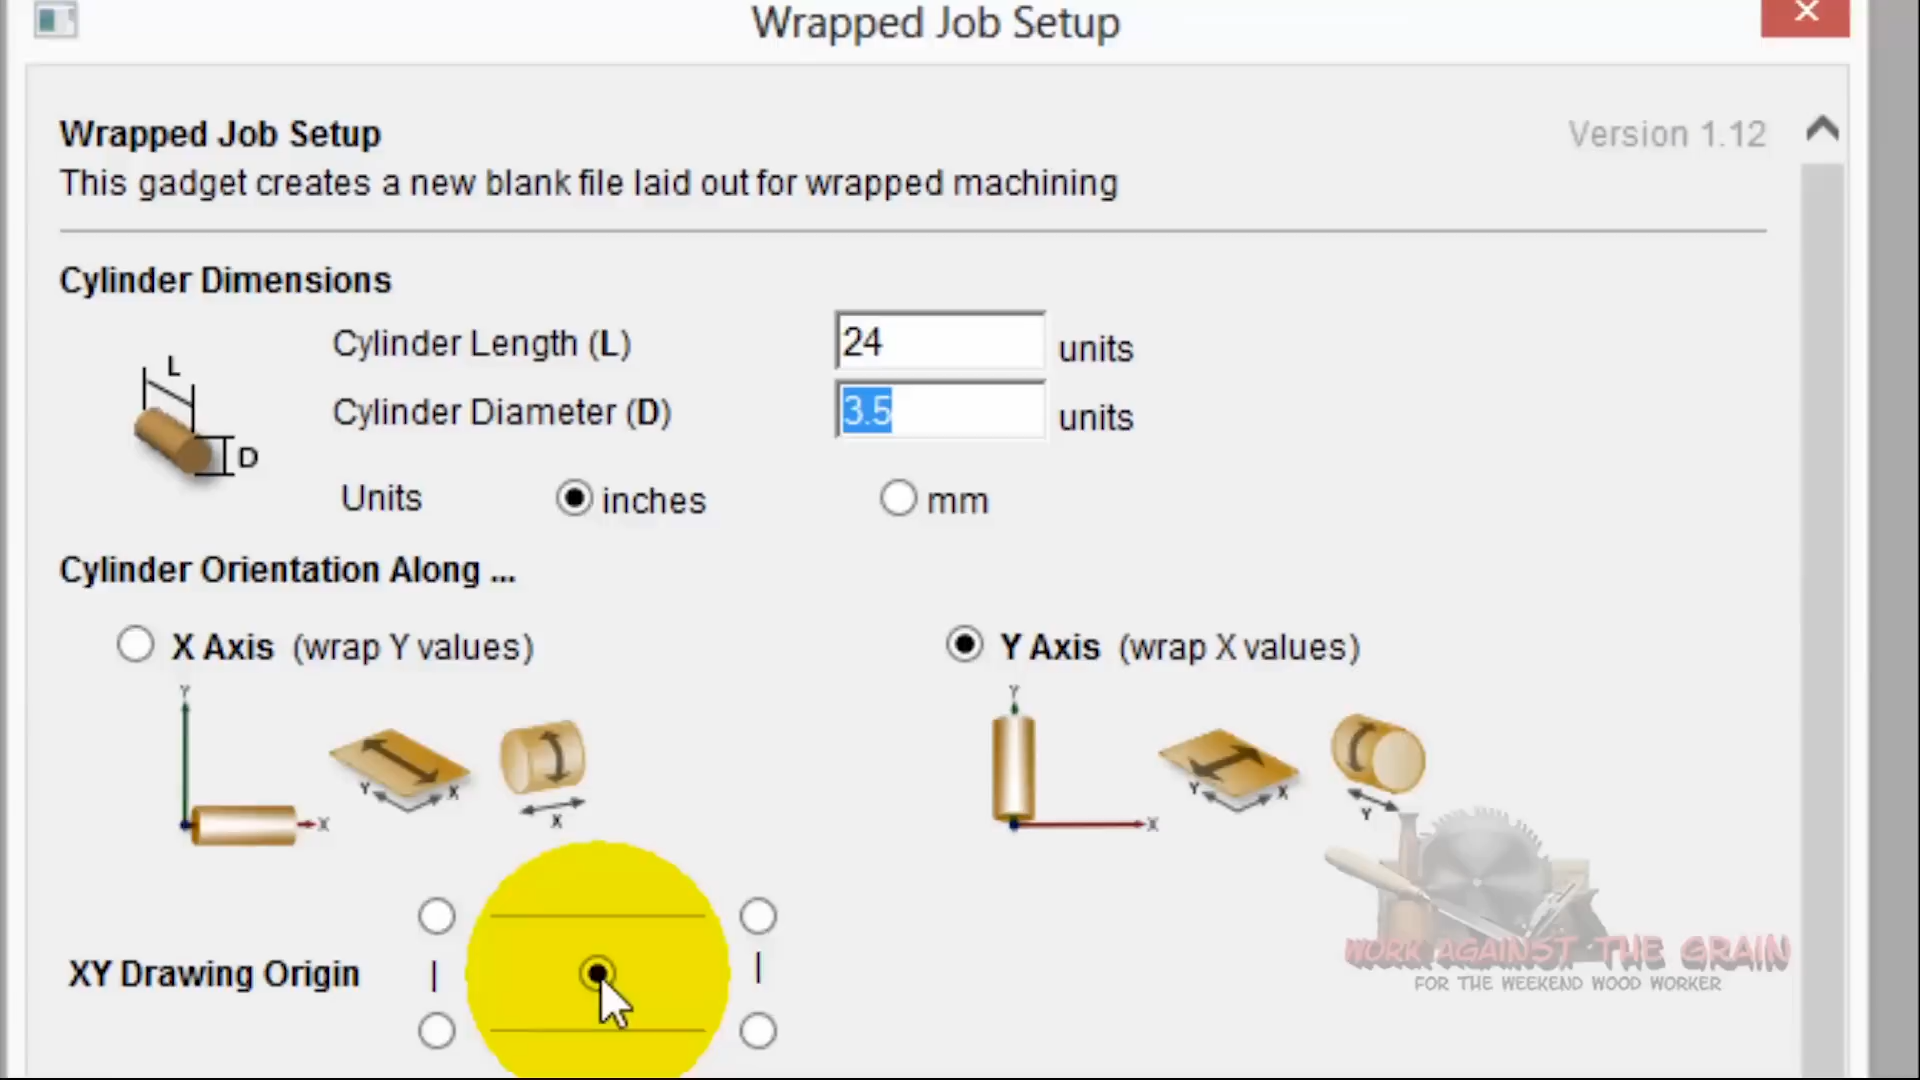 Wrapped Job Setup
Wrapped Job Setup
Version 1.12
This gadget creates a new blank file laid out for wrapped machining
Cylinder Dimensions
L
D
Cylinder Length (L)
24
units
Cylinder Diameter (D)
3.5
units
Units
inches
mm
Cylinder Orientation Along ...
X Axis (wrap Y values)
Y Axis (wrap X values)
Y
X
Y
X
X
Y
X
Y
X
Y
XY Drawing Origin
WORK AGAINST THE GRAIN
FOR THE WEEKEND WOOD WORKER